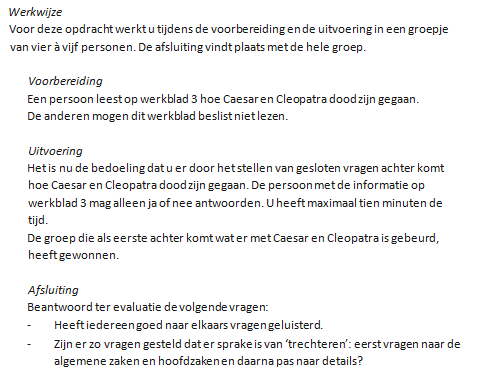 Werkwijze
Voor deze opdracht werkt u tijdens de voorbereiding en de uitvoering in een groepje
van vier à vijf personen. De afsluiting vindt plaats met de hele groep.
Voorbereiding
Een persoon leest op werkblad 3 hoe Caesar en Cleopatra dood zijn gegaan.
De anderen mogen dit werkblad beslist niet lezen.
Uitvoering
Het is nu de bedoeling dat u er door het stellen van gesloten vragen achter komt
hoe Caesar en Cleopatra dood zijn gegaan. De persoon met de informatie op
werkblad 3 mag alleen ja of nee antwoorden. U heeft maximaal tien minuten de
tijd.
De groep die als eerste achter komt wat er met Caesar en Cleopatra is gebeurd,
heeft gewonnen.
Afsluiting
Beantwoord ter evaluatie de volgende vragen:
- Heeft iedereen goed naar elkaars vragen geluisterd.
- Zijn er zo vragen gesteld dat er sprake is van ‘trechteren’: eerst vragen naar de
algemene zaken en hoofdzaken en daarna pas naar details?